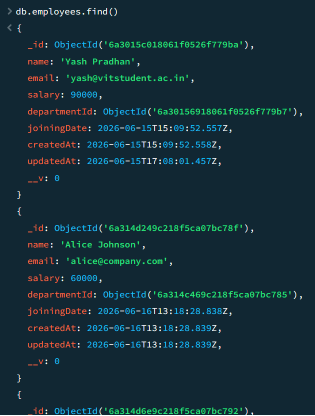 > db.employees.find()
< {
_id: ObjectId('6a3015c018061f0526f779ba'),
name: 'Yash Pradhan',
email: 'yash@vitstudent.ac.in',
salary: 90000,
departmentId: ObjectId('6a30156918061f0526f779b7'),
joiningDate: 2026-06-15T15:09:52.557Z,
createdAt: 2026-06-15T15:09:52.558Z,
updatedAt: 2026-06-15T17:08:01.457Z,
__v: 0
}
{
_id: ObjectId('6a314d249c218f5ca07bc78f'),
name: 'Alice Johnson',
email: 'alice@company.com',
salary: 60000,
departmentId: ObjectId('6a314c469c218f5ca07bc785'),
joiningDate: 2026-06-16T13:18:28.838Z,
createdAt: 2026-06-16T13:18:28.839Z,
updatedAt: 2026-06-16T13:18:28.839Z,
__v: 0
}
{
_id: ObjectId('6a314d6e9c218f5ca07bc792'),